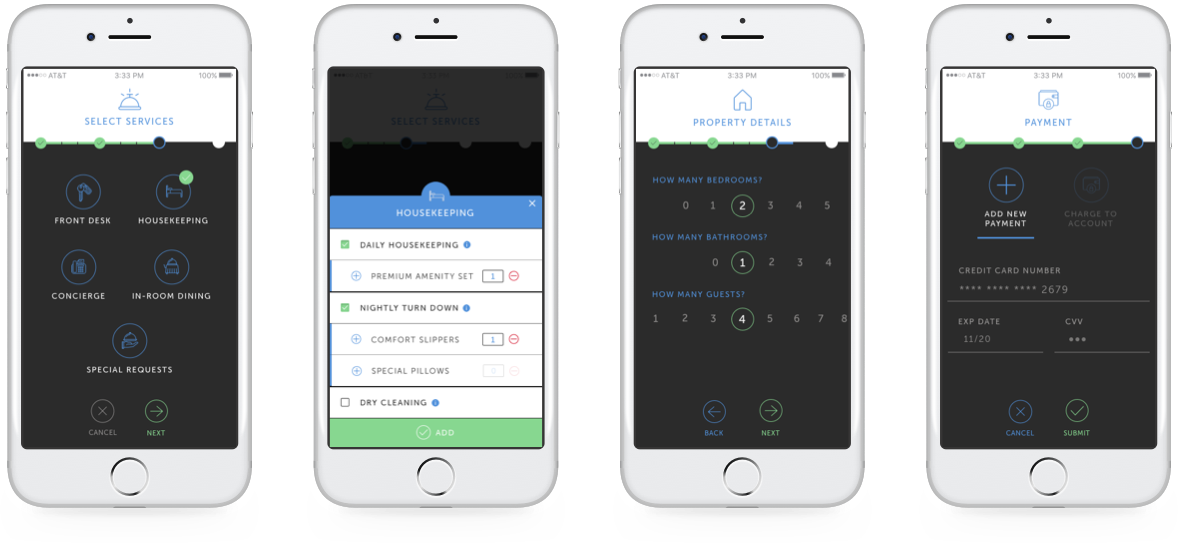 AT&T 3:33 PM 100%
SELECT SERVICES
FRONT DESK
HOUSEKEEPING
CONCIERGE
IN-ROOM DINING
SPECIAL REQUESTS
CANCEL
NEXT
AT&T 3:33 PM 100%
SELECT SERVICES
HOUSEKEEPING
DAILY HOUSEKEEPING
PREMIUM AMENITY SET 1
NIGHTLY TURN DOWN
COMFORT SLIPPERS 1
SPECIAL PILLOWS 0
DRY CLEANING
ADD
AT&T 3:33 PM 100%
PROPERTY DETAILS
HOW MANY BEDROOMS?
0 1 2 3 4 5
HOW MANY BATHROOMS?
0 1 2 3 4
HOW MANY GUESTS?
1 2 3 4 5 6 7 8
BACK
NEXT
AT&T 3:33 PM 100%
PAYMENT
ADD NEW
PAYMENT
CHARGE TO
ACCOUNT
CREDIT CARD NUMBER
**** **** **** 2679
EXP DATE
11/20
CVV
•••
CANCEL
SUBMIT